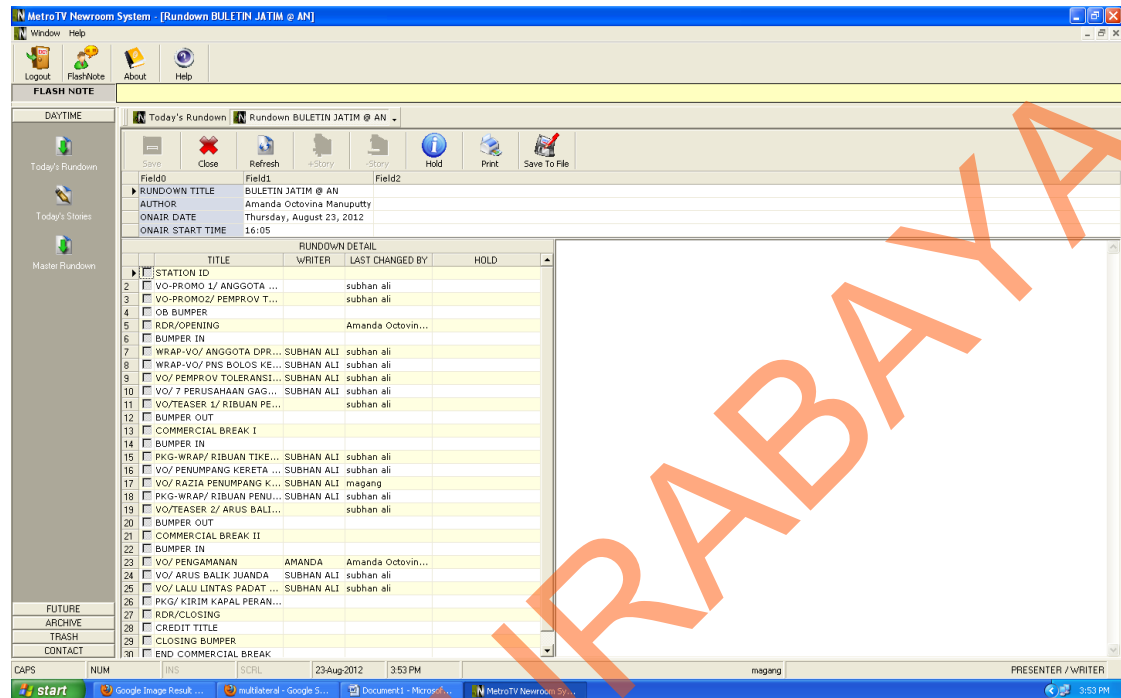 MetroTV Newroom System - [Rundown BULETIN JATIM @ AN]
Window Help
Logout FlashNote About Help
FLASH NOTE
DAYTIME
Today's Rundown
Today's Stories
Master Rundown
FUTURE
ARCHIVE
TRASH
CONTACT
Today's Rundown Rundown BULETIN JATIM @ AN
Save Close Refresh +Story -Story Hold Print Save To File
Field0 Field1 Field2
RUNDOWN TITLE BULETIN JATIM @ AN
AUTHOR Amanda Octovina Manuputty
ONAIR DATE Thursday, August 23, 2012
ONAIR START TIME 16:05
RUNDOWN DETAIL
TITLE WRITER LAST CHANGED BY HOLD
STATION ID
2 VO-PROMO 1/ ANGGOTA ... subhan ali
3 VO-PROMO2/ PEMPROV T... subhan ali
4 OB BUMPER
5 RDR/OPENING Amanda Octovin...
6 BUMPER IN
7 WRAP-VO/ ANGGOTA DPR... SUBHAN ALI subhan ali
8 WRAP-VO/ PNS BOLOS KE... SUBHAN ALI subhan ali
9 VO/ PEMPROV TOLERANSI... SUBHAN ALI subhan ali
10 VO/ 7 PERUSAHAAN GAG... SUBHAN ALI subhan ali
11 VO/TEASER 1/ RIBUAN PE... subhan ali
12 BUMPER OUT
13 COMMERCIAL BREAK I
14 BUMPER IN
15 PKG-WRAP/ RIBUAN TIKE... SUBHAN ALI subhan ali
16 VO/ PENUMPANG KERETA ... SUBHAN ALI subhan ali
17 VO/ RAZIA PENUMPANG K... SUBHAN ALI magang
18 PKG-WRAP/ RIBUAN PENU... SUBHAN ALI subhan ali
19 VO/TEASER 2/ ARUS BALI... subhan ali
20 BUMPER OUT
21 COMMERCIAL BREAK II
22 BUMPER IN
23 VO/ PENGAMANAN AMANDA Amanda Octovin...
24 VO/ ARUS BALIK JUANDA SUBHAN ALI subhan ali
25 VO/ LALU LINTAS PADAT ... SUBHAN ALI subhan ali
26 PKG/ KIRIM KAPAL PERAN...
27 RDR/CLOSING
28 CREDIT TITLE
29 CLOSING BUMPER
30 END COMMERCIAL BREAK
CAPS NUM INS SCRL 23-Aug-2012 3:53 PM magang PRESENTER / WRITER
start Google Image Result ... multilateral - Google S... Document1 - Microsof... MetroTV Newroom Sy... 3:53 PM
IRABAYA